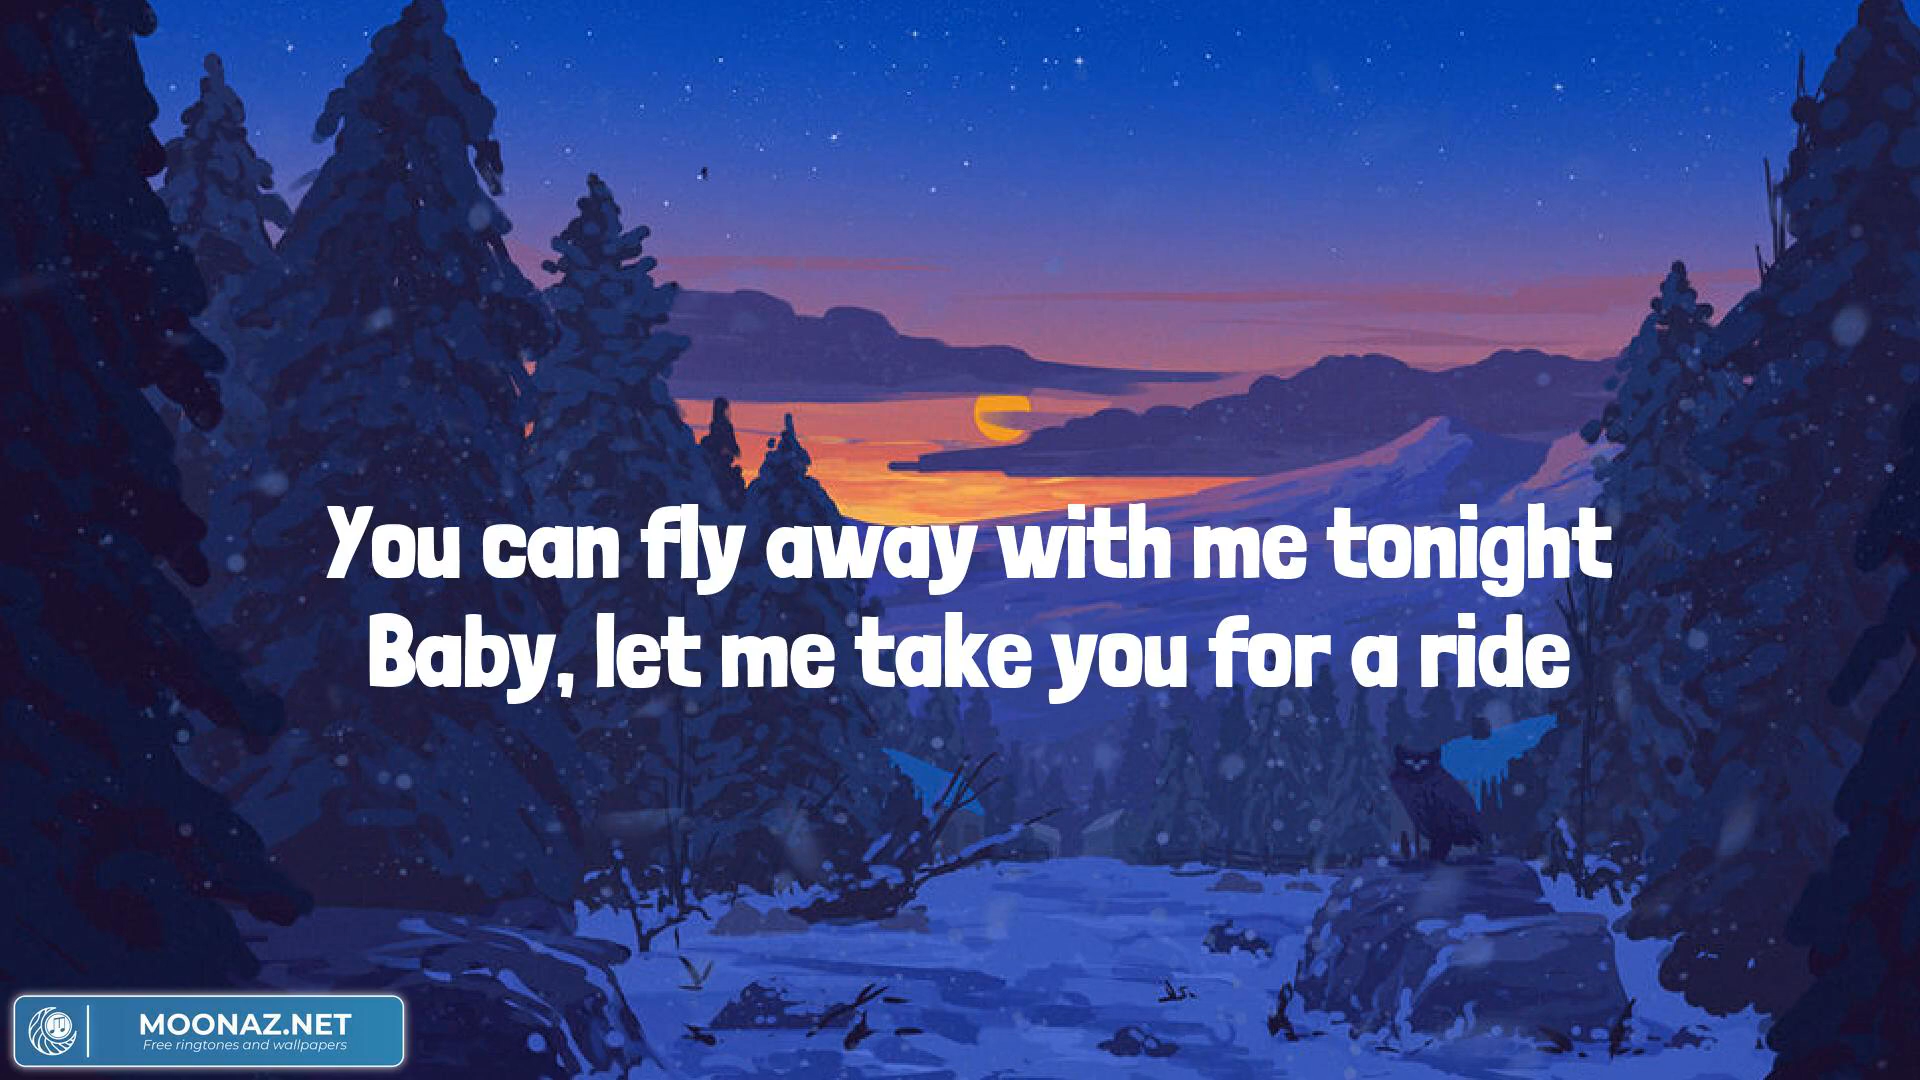 You can fly away with me tonight
Baby, let me take you for a ride
MOONAZ.NET
Free ringtones and wallpapers